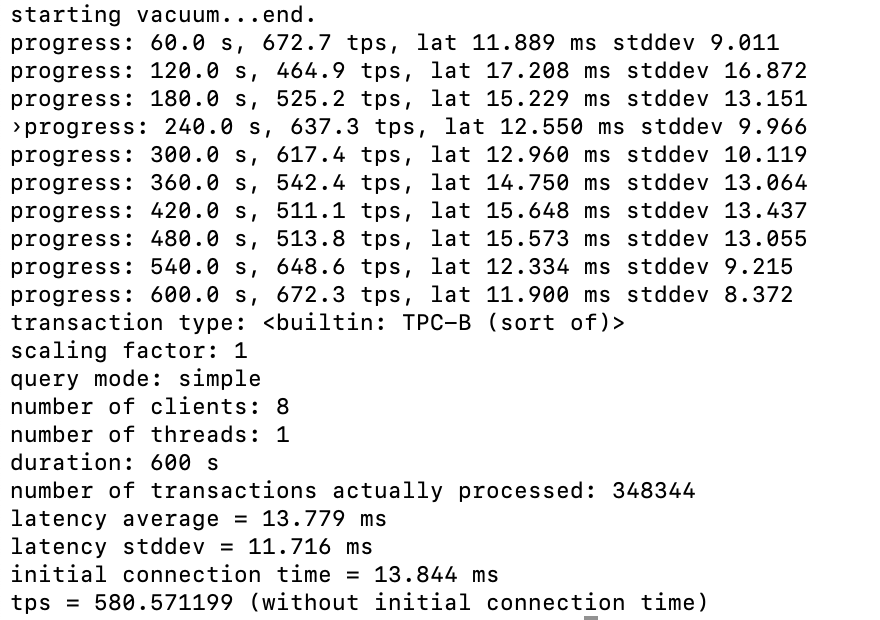 starting vacuum...end.
progress: 60.0 s, 672.7 tps, lat 11.889 ms stddev 9.011
progress: 120.0 s, 464.9 tps, lat 17.208 ms stddev 16.872
progress: 180.0 s, 525.2 tps, lat 15.229 ms stddev 13.151
›progress: 240.0 s, 637.3 tps, lat 12.550 ms stddev 9.966
progress: 300.0 s, 617.4 tps, lat 12.960 ms stddev 10.119
progress: 360.0 s, 542.4 tps, lat 14.750 ms stddev 13.064
progress: 420.0 s, 511.1 tps, lat 15.648 ms stddev 13.437
progress: 480.0 s, 513.8 tps, lat 15.573 ms stddev 13.055
progress: 540.0 s, 648.6 tps, lat 12.334 ms stddev 9.215
progress: 600.0 s, 672.3 tps, lat 11.900 ms stddev 8.372
transaction type: <builtin: TPC-B (sort of)>
scaling factor: 1
query mode: simple
number of clients: 8
number of threads: 1
duration: 600 s
number of transactions actually processed: 348344
latency average = 13.779 ms
latency stddev = 11.716 ms
initial connection time = 13.844 ms
tps = 580.571199 (without initial connection time)